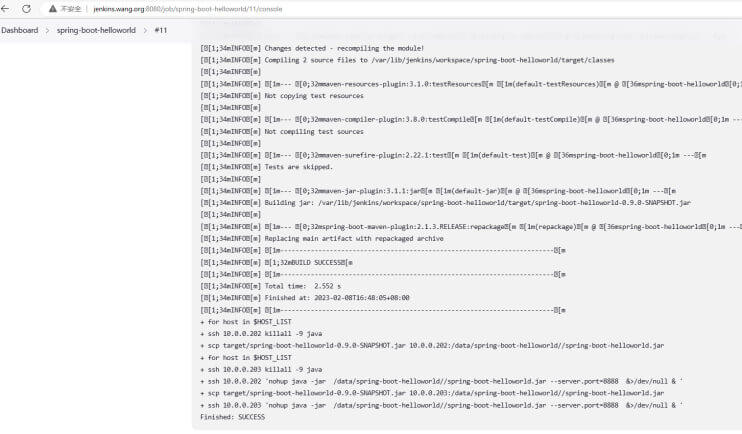 不安全 | jenkins.wang.org:8080/job/spring-boot-helloworld/11/console
Dashboard > spring-boot-helloworld > #11
[[1;34mINFO[m] Changes detected - recompiling the module!
[[1;34mINFO[m] Compiling 2 source files to /var/lib/jenkins/workspace/spring-boot-helloworld/target/classes
[[1;34mINFO[m]
[[1;34mINFO[m] [1m--- [0;32mmaven-resources-plugin:3.1.0:testResources[m [1m(default-testResources)[m @ [36mspring-boot-helloworld[0;1m
[[1;34mINFO[m] Not copying test resources
[[1;34mINFO[m]
[[1;34mINFO[m] [1m--- [0;32mmaven-compiler-plugin:3.8.0:testCompile[m [1m(default-testCompile)[m @ [36mspring-boot-helloworld[0;1m ---
[[1;34mINFO[m] Not compiling test sources
[[1;34mINFO[m]
[[1;34mINFO[m] [1m--- [0;32mmaven-surefire-plugin:2.22.1:test[m [1m(default-test)[m @ [36mspring-boot-helloworld[0;1m ---[m
[[1;34mINFO[m] Tests are skipped.
[[1;34mINFO[m]
[[1;34mINFO[m] [1m--- [0;32mmaven-jar-plugin:3.1.1:jar[m [1m(default-jar)[m @ [36mspring-boot-helloworld[0;1m ---[m
[[1;34mINFO[m] Building jar: /var/lib/jenkins/workspace/spring-boot-helloworld/target/spring-boot-helloworld-0.9.0-SNAPSHOT.jar
[[1;34mINFO[m]
[[1;34mINFO[m] [1m--- [0;32mspring-boot-maven-plugin:2.1.3.RELEASE:repackage[m [1m(repackage)[m @ [36mspring-boot-helloworld[0;1m ---
[[1;34mINFO[m] Replacing main artifact with repackaged archive
[[1;34mINFO[m] [1m------------------------------------------------------------------------[m
[[1;34mINFO[m] [1;32mBUILD SUCCESS[m
[[1;34mINFO[m] [1m------------------------------------------------------------------------[m
[[1;34mINFO[m] Total time:  2.552 s
[[1;34mINFO[m] Finished at: 2023-02-08T16:48:05+08:00
[[1;34mINFO[m] [1m------------------------------------------------------------------------[m
+ for host in $HOST_LIST
+ ssh 10.0.0.202 killall -9 java
+ scp target/spring-boot-helloworld-0.9.0-SNAPSHOT.jar 10.0.0.202:/data/spring-boot-helloworld//spring-boot-helloworld.jar
+ for host in $HOST_LIST
+ ssh 10.0.0.203 killall -9 java
+ ssh 10.0.0.202 'nohup java -jar  /data/spring-boot-helloworld//spring-boot-helloworld.jar --server.port=8888  &>/dev/null & '
+ scp target/spring-boot-helloworld-0.9.0-SNAPSHOT.jar 10.0.0.203:/data/spring-boot-helloworld//spring-boot-helloworld.jar
+ ssh 10.0.0.203 'nohup java -jar  /data/spring-boot-helloworld//spring-boot-helloworld.jar --server.port=8888  &>/dev/null & '
Finished: SUCCESS